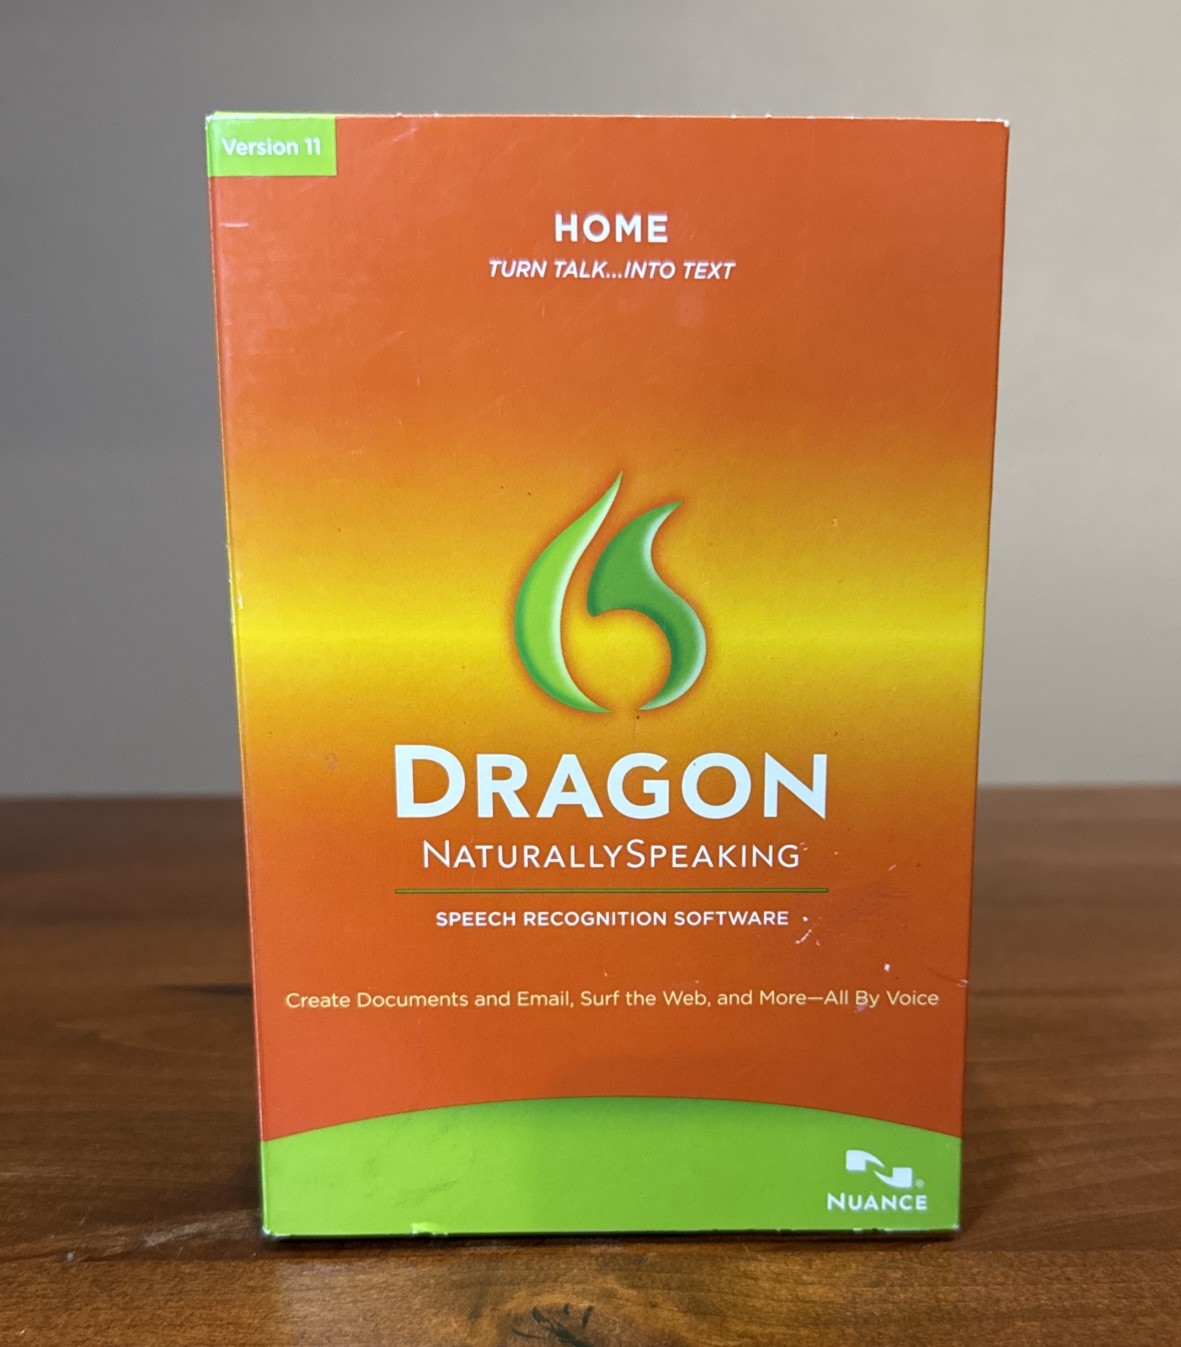 Version 11
HOME
TURN TALK...INTO TEXT
DRAGON
NATURALLYSPEAKING
SPEECH RECOGNITION SOFTWARE
Create Documents and Email, Surf the Web, and More—All By Voice
NUANCE®